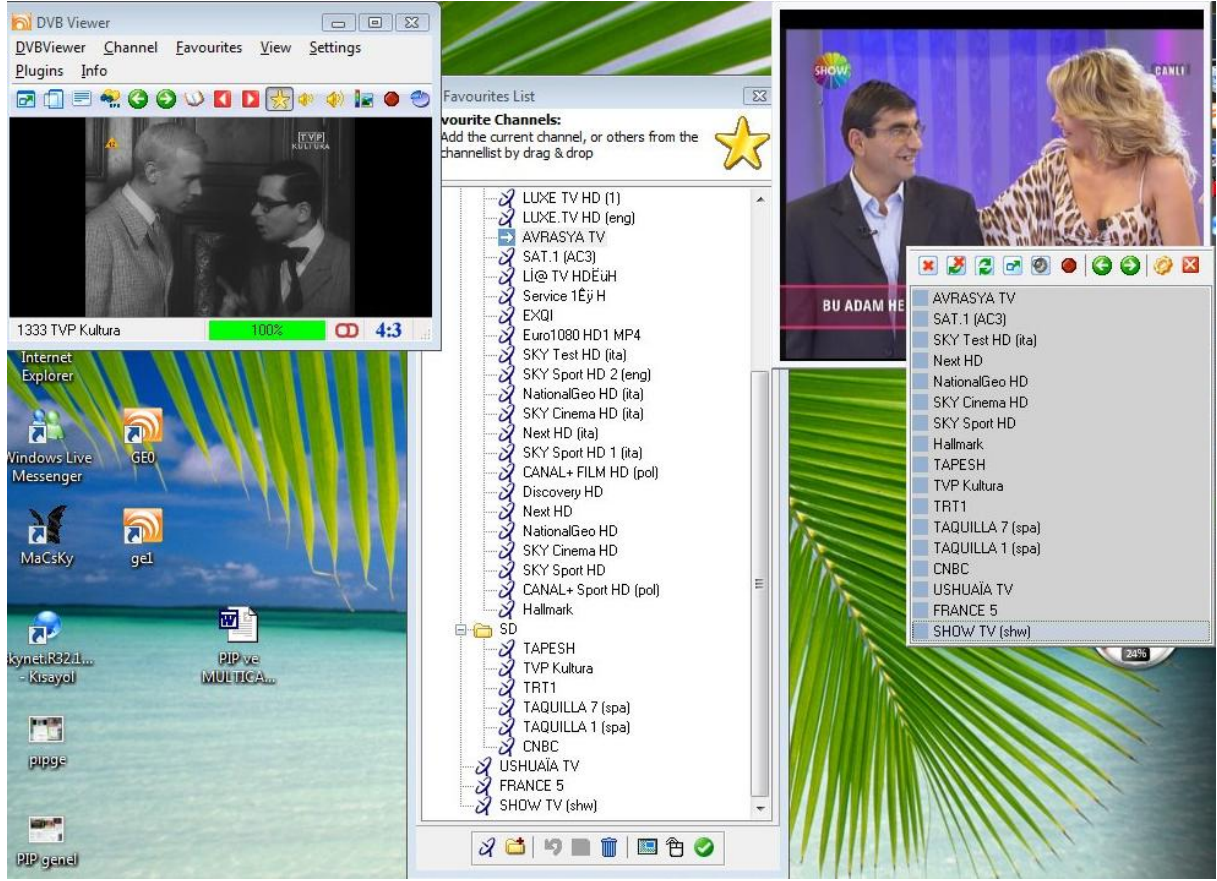 DVB Viewer
DVBViewer Channel Favourites View Settings
Plugins Info
TVP
KULTURA
1333 TVP Kultura 100% 4:3
Favourites List
vourite Channels:
Add the current channel, or others from the
channellist by drag & drop
LUXE TV HD (1)
LUXE.TV HD (eng)
AVRASYA TV
SAT.1 (AC3)
LÍ@ TV HDËüH
Service 1Êÿ H
EXQI
Euro1080 HD1 MP4
SKY Test HD (ita)
SKY Sport HD 2 (eng)
NationalGeo HD (ita)
SKY Cinema HD (ita)
Next HD (ita)
SKY Sport HD 1 (ita)
CANAL+ FILM HD (pol)
Discovery HD
Next HD
NationalGeo HD
SKY Cinema HD
SKY Sport HD
CANAL+ Sport HD (pol)
Hallmark
SD
TAPESH
TVP Kultura
TRT1
TAQUILLA 7 (spa)
TAQUILLA 1 (spa)
CNBC
USHUAÏA TV
FRANCE 5
SHOW TV (shw)
SHOW
CANLI
BU ADAM HE
AVRASYA TV
SAT.1 (AC3)
SKY Test HD (ita)
Next HD
NationalGeo HD
SKY Cinema HD
SKY Sport HD
Hallmark
TAPESH
TVP Kultura
TRT1
TAQUILLA 7 (spa)
TAQUILLA 1 (spa)
CNBC
USHUAÏA TV
FRANCE 5
SHOW TV (shw)
24%
Internet
Explorer
Windows Live
Messenger
GE0
MaCsKy
ge1
kynet.R32.1...
- Kısayol
PIP ve
MULTICA...
pipge
PIP genel